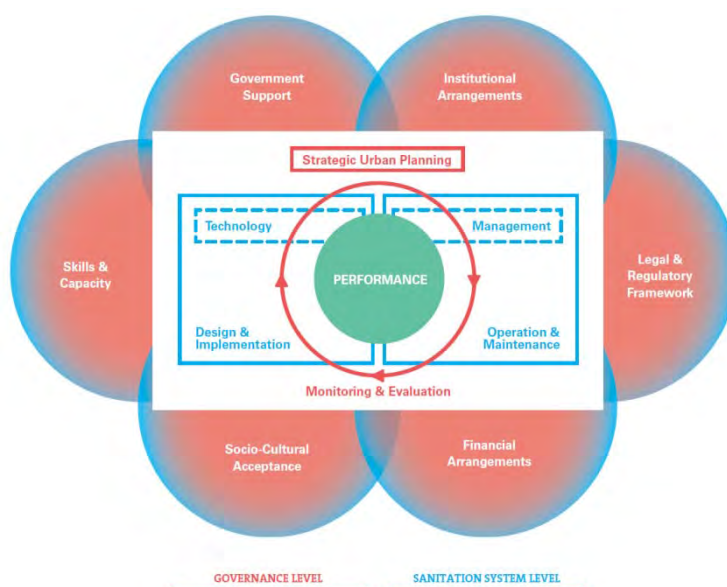 Government
Support
Institutional
Arrangements
Strategic Urban Planning
Technology
Management
Skills &
Capacity
PERFORMANCE
Legal &
Regulatory
Framework
Design &
Implementation
Operation &
Maintenance
Monitoring & Evaluation
Socio-Cultural
Acceptance
Financial
Arrangements
GOVERNANCE LEVEL
SANITATION SYSTEM LEVEL